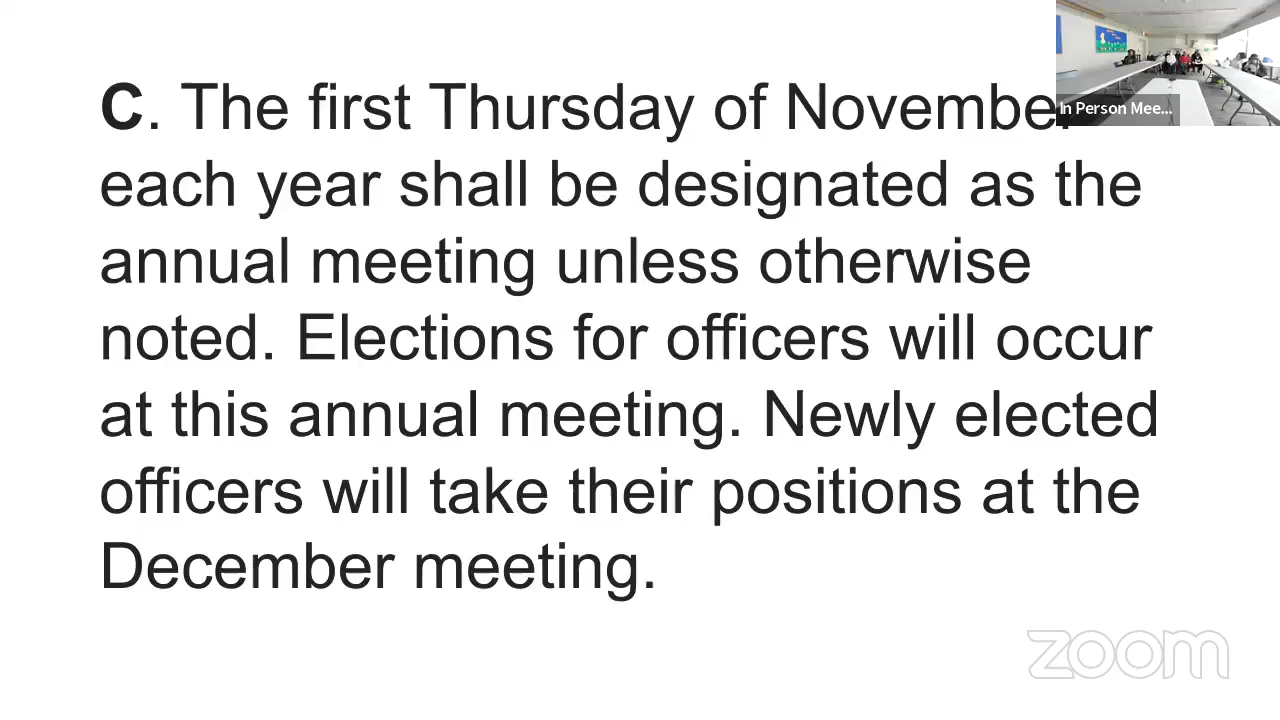 C. The first Thursday of November
In Person Mee...
each year shall be designated as the
annual meeting unless otherwise
noted. Elections for officers will occur
at this annual meeting. Newly elected
officers will take their positions at the
December meeting.
zoom